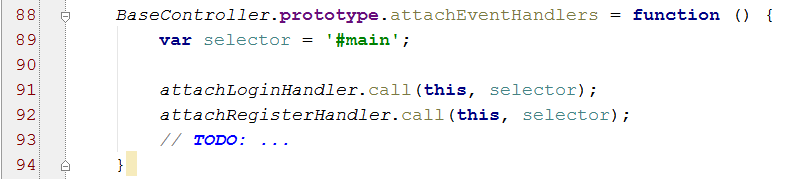 88 BaseController.prototype.attachEventHandlers = function () {
89 var selector = '#main';
90
91 attachLoginHandler.call(this, selector);
92 attachRegisterHandler.call(this, selector);
93 // TODO: ...
94 }